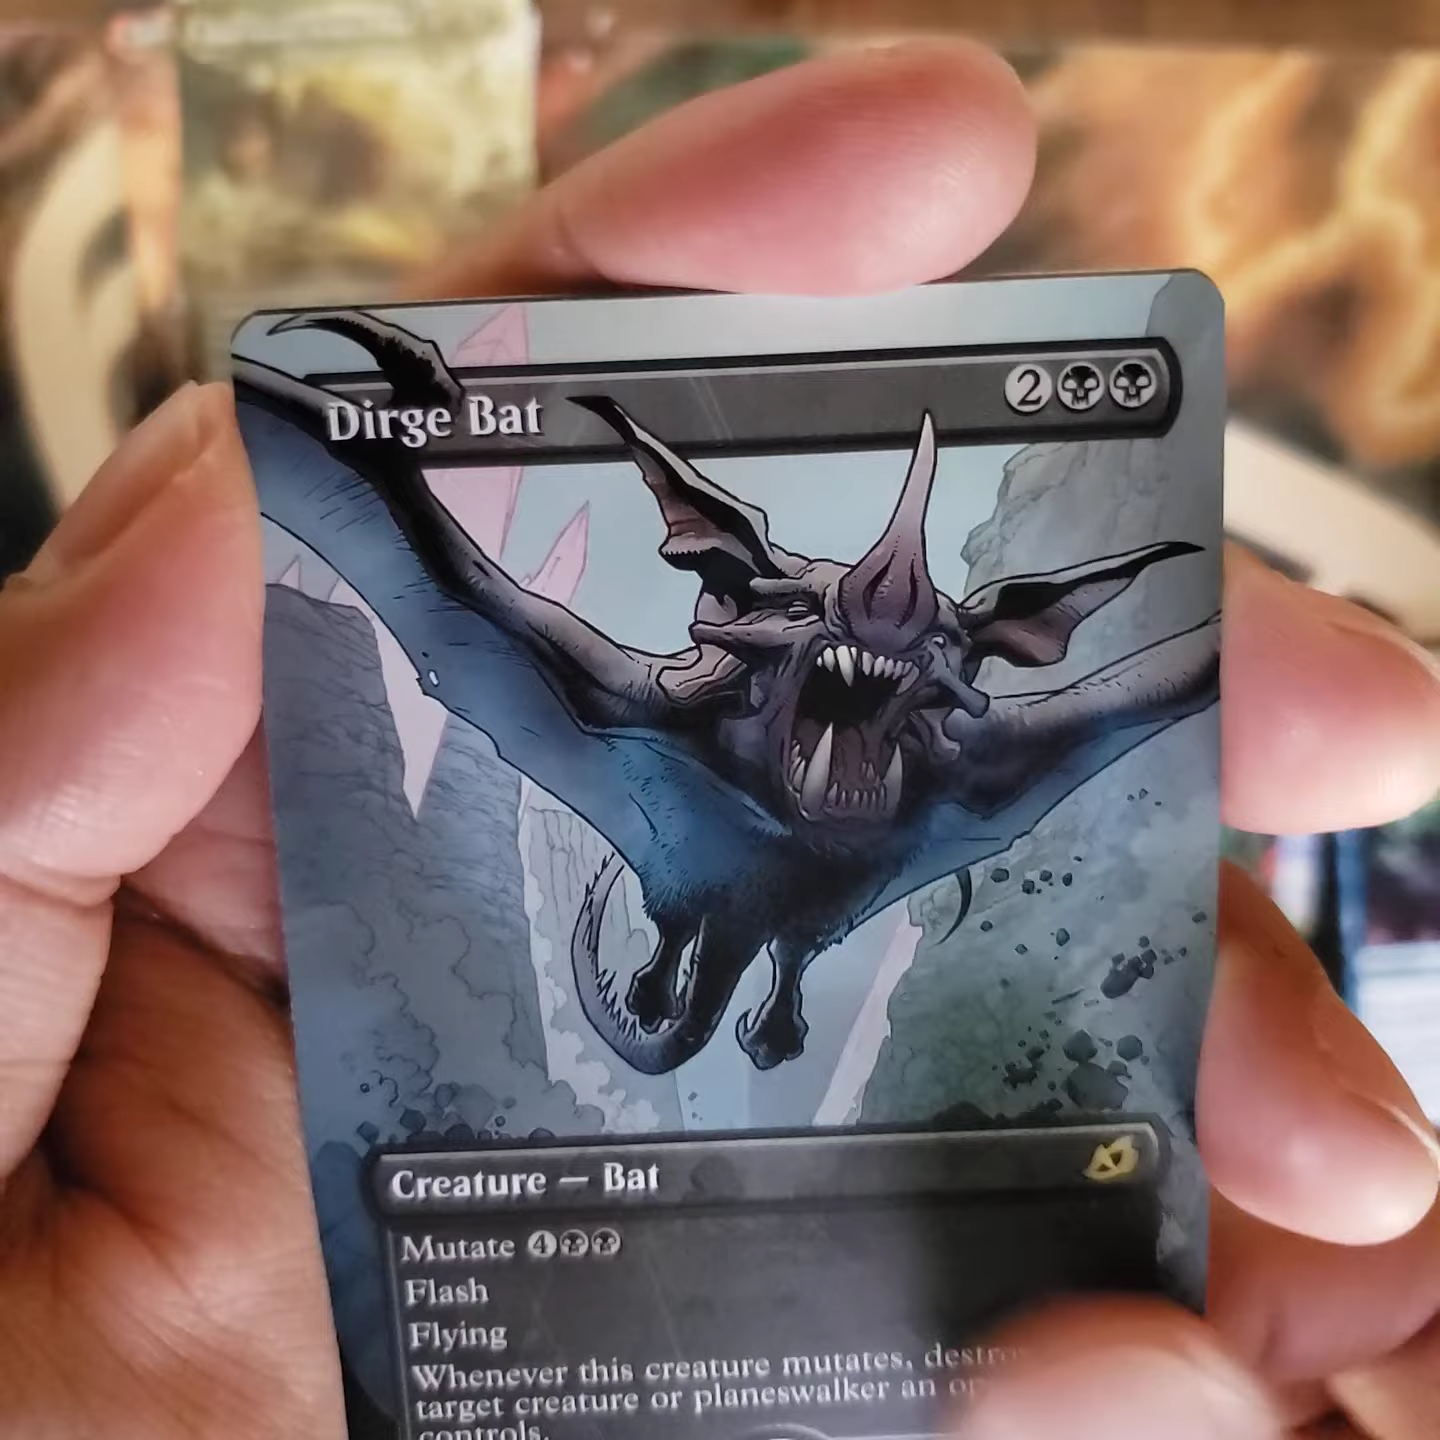 Dirge Bat 2
Creature — Bat
Mutate 4
Flash
Flying
Whenever this creature mutates,
target creature or planeswalker an
controls.